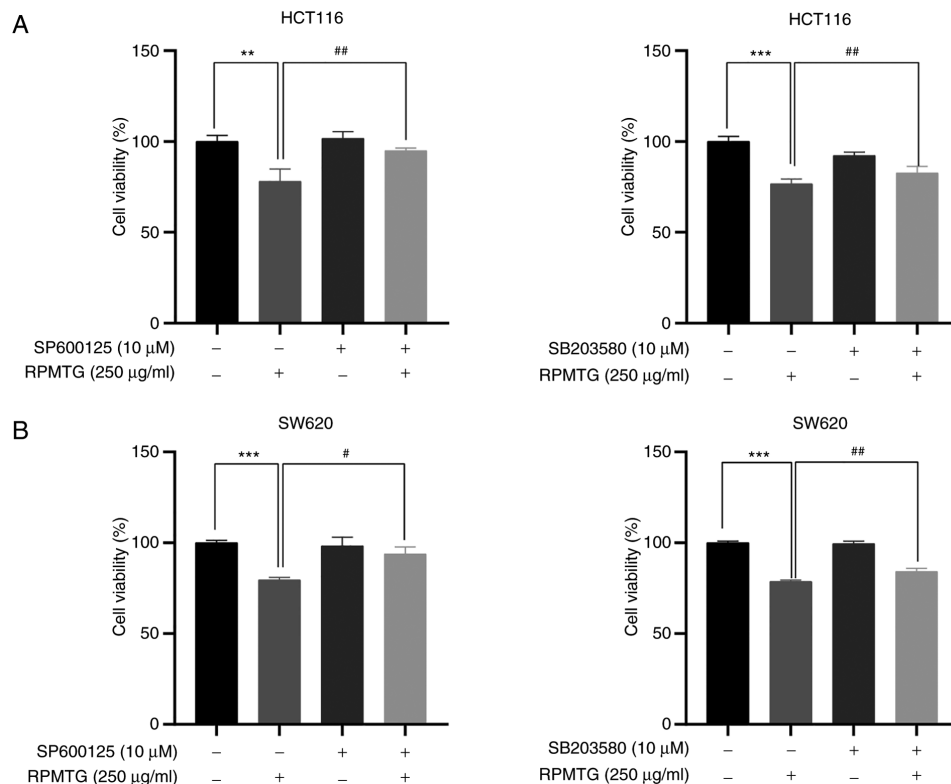 A
HCT116
150
100
50
0
Cell viability (%)
** ##
SP600125 (10 μM) – – + +
RPMTG (250 μg/ml) – + – +
HCT116
150
100
50
0
Cell viability (%)
*** ##
SB203580 (10 μM) – – + +
RPMTG (250 μg/ml) – + – +
B
SW620
150
100
50
0
Cell viability (%)
*** #
SP600125 (10 μM) – – + +
RPMTG (250 μg/ml) – + – +
SW620
150
100
50
0
Cell viability (%)
*** ##
SB203580 (10 μM) – – + +
RPMTG (250 μg/ml) – + – +